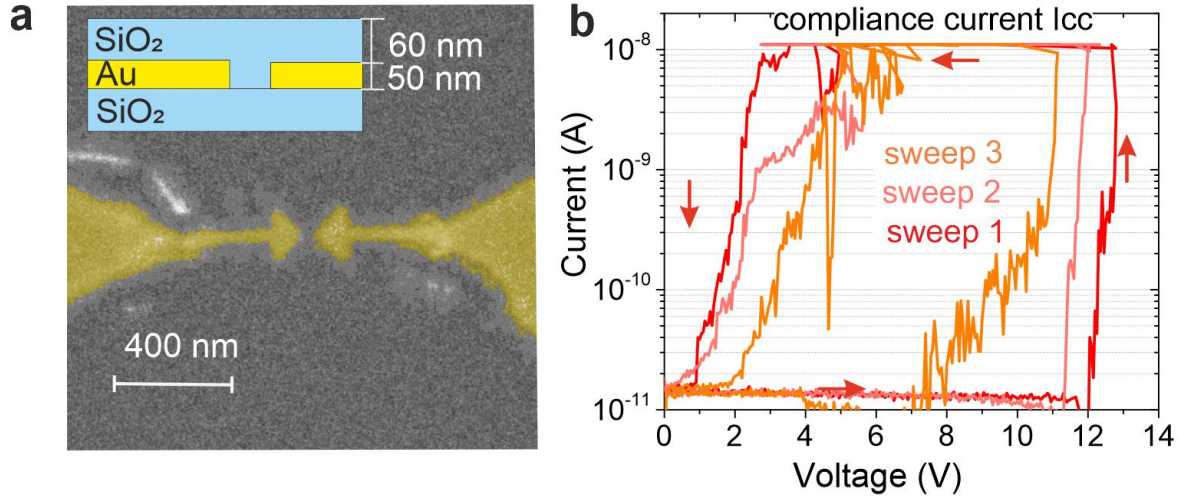 a
SiO₂
Au
SiO₂
60 nm
50 nm
400 nm
b
compliance current Icc
sweep 3
sweep 2
sweep 1
Current (A)
10⁻⁸
10⁻⁹
10⁻¹⁰
10⁻¹¹
0 2 4 6 8 10 12 14
Voltage (V)